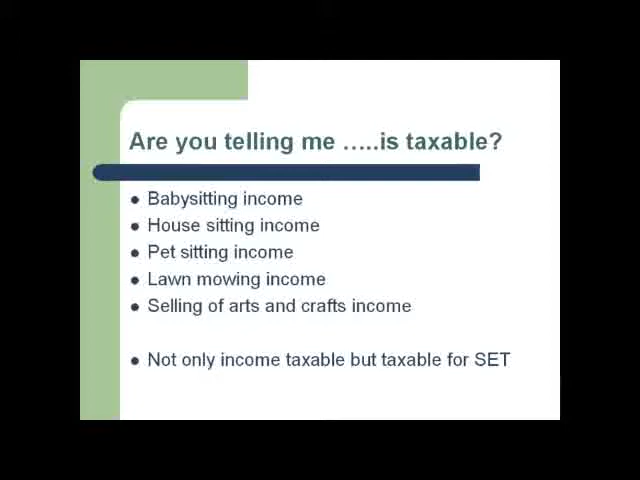 Are you telling me …..is taxable?
● Babysitting income
● House sitting income
● Pet sitting income
● Lawn mowing income
● Selling of arts and crafts income
● Not only income taxable but taxable for SET